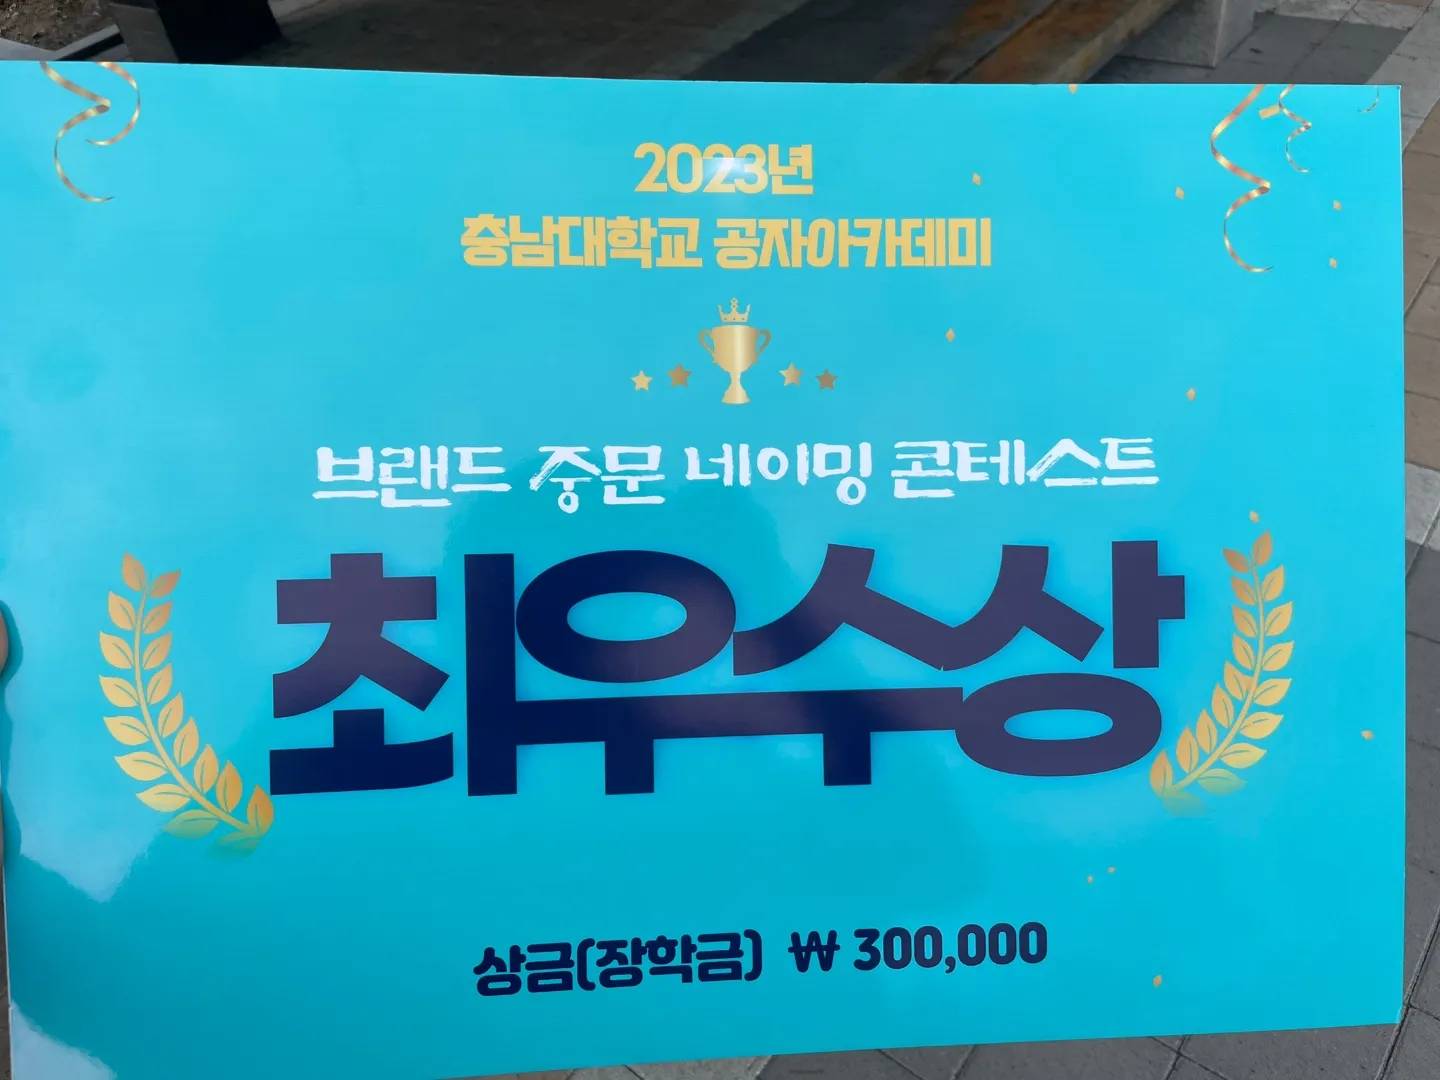 2023년
충남대학교 공자아카데미
브랜드 중문 네이밍 콘테스트
최우수상
상금(장학금) ₩ 300,000